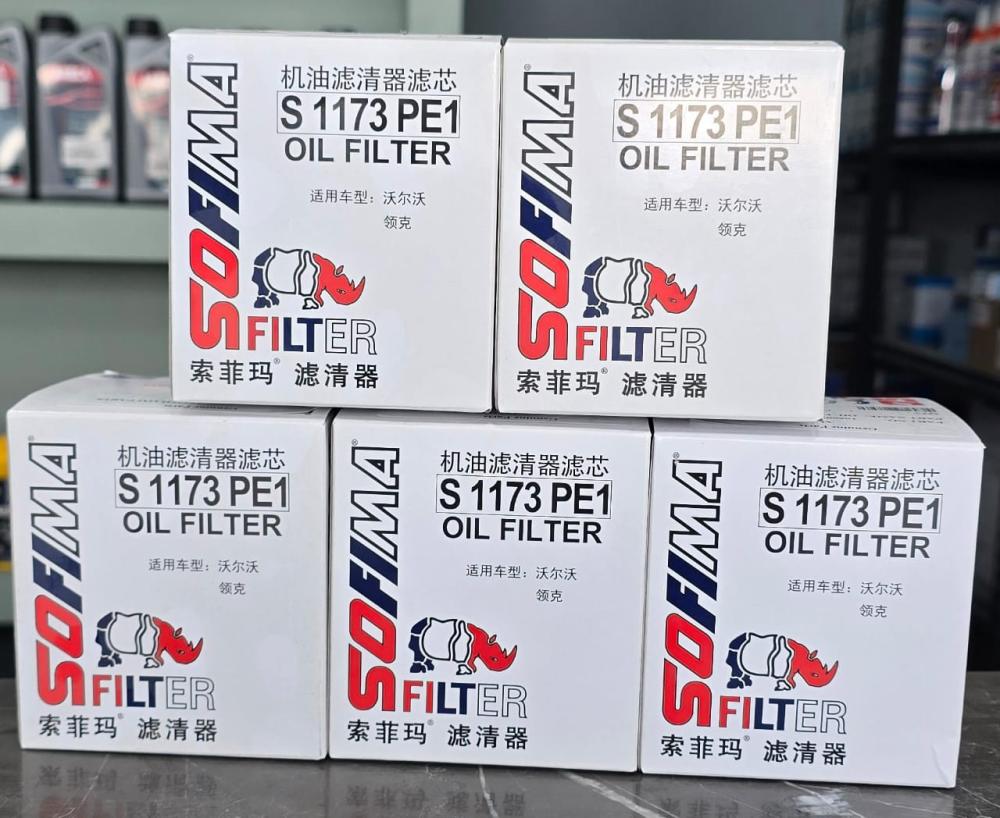 SOFIMA®
机油滤清器滤芯
S 1173 PE1
OIL FILTER
适用车型：沃尔沃
领克
FILTER
索菲玛® 滤清器
SOFIMA®
机油滤清器滤芯
S 1173 PE1
OIL FILTER
适用车型：沃尔沃
领克
FILTER
索菲玛® 滤清器
SOFIMA®
机油滤清器滤芯
S 1173 PE1
OIL FILTER
适用车型：沃尔沃
领克
FILTER
索菲玛® 滤清器
SOFIMA®
机油滤清器滤芯
S 1173 PE1
OIL FILTER
适用车型：沃尔沃
领克
FILTER
索菲玛® 滤清器
SOFIMA®
机油滤清器滤芯
S 1173 PE1
OIL FILTER
适用车型：沃尔沃
领克
FILTER
索菲玛® 滤清器